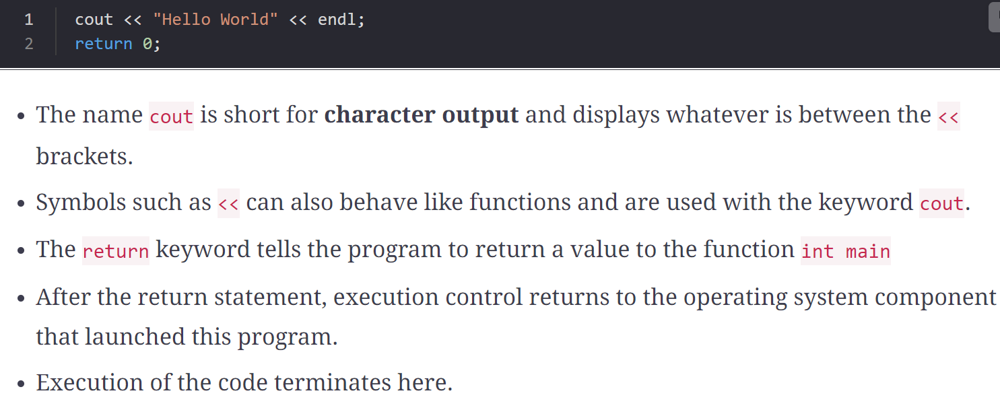 1 cout << "Hello World" << endl;
2 return 0;
• The name cout is short for character output and displays whatever is between the <<
brackets.
• Symbols such as << can also behave like functions and are used with the keyword cout.
• The return keyword tells the program to return a value to the function int main
• After the return statement, execution control returns to the operating system component
that launched this program.
• Execution of the code terminates here.